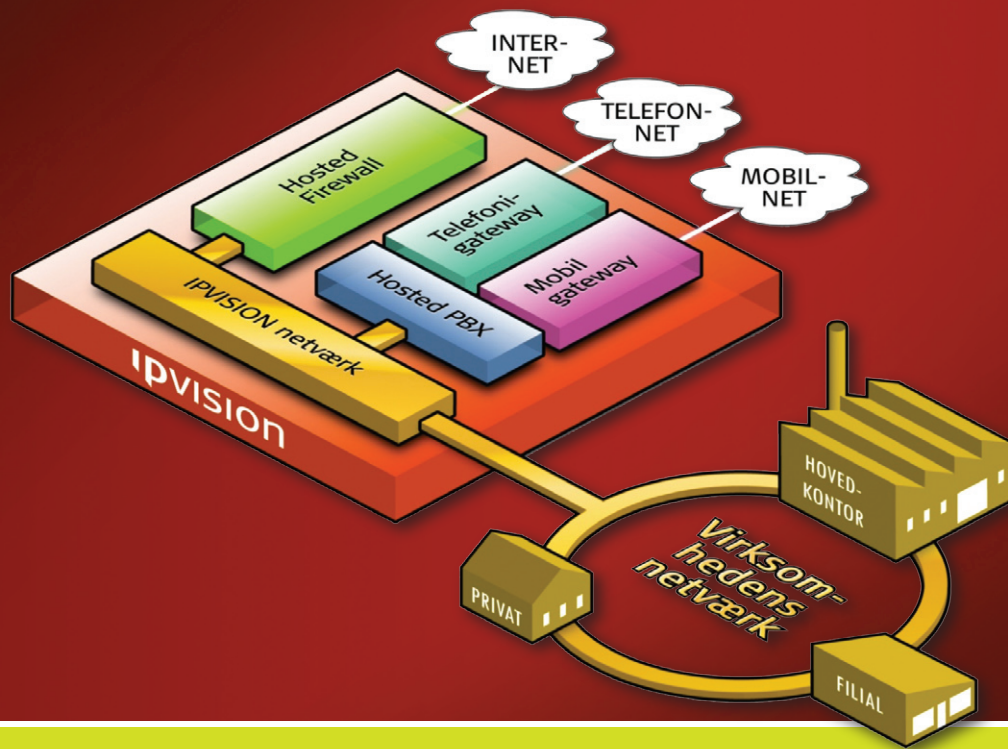 INTER-
NET
TELEFON-
NET
MOBIL-
NET
Hosted
Firewall
Telefoni-
gateway
Mobil
gateway
Hosted PBX
IPVISION netværk
IPVISION
HOVED-
KONTOR
Virksom-
hedens
netværk
PRIVAT
FILIAL